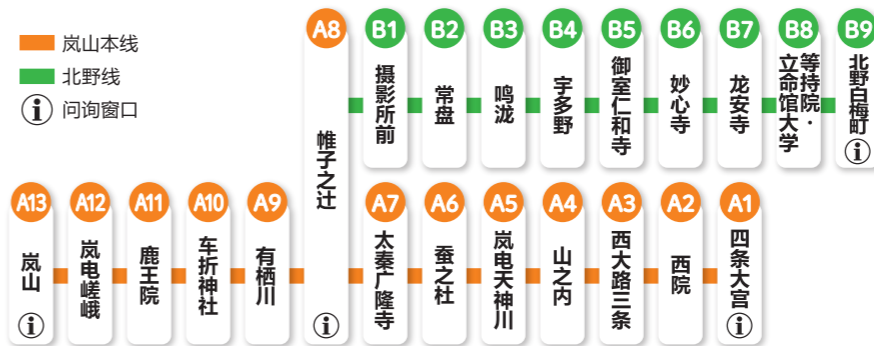 岚山本线
北野线
i 问询窗口
A8
帷子之辻
i
B1
摄影所前
B2
常盘
B3
鸣泷
B4
宇多野
B5
御室仁和寺
B6
妙心寺
B7
龙安寺
B8
等持院·
立命馆大学
B9
北野白梅町
i
A13
岚山
i
A12
岚电嵯峨
A11
鹿王院
A10
车折神社
A9
有栖川
A7
太秦广隆寺
A6
蚕之社
A5
岚电天神川
A4
山之内
A3
西大路三条
A2
西院
A1
四条大宫
i